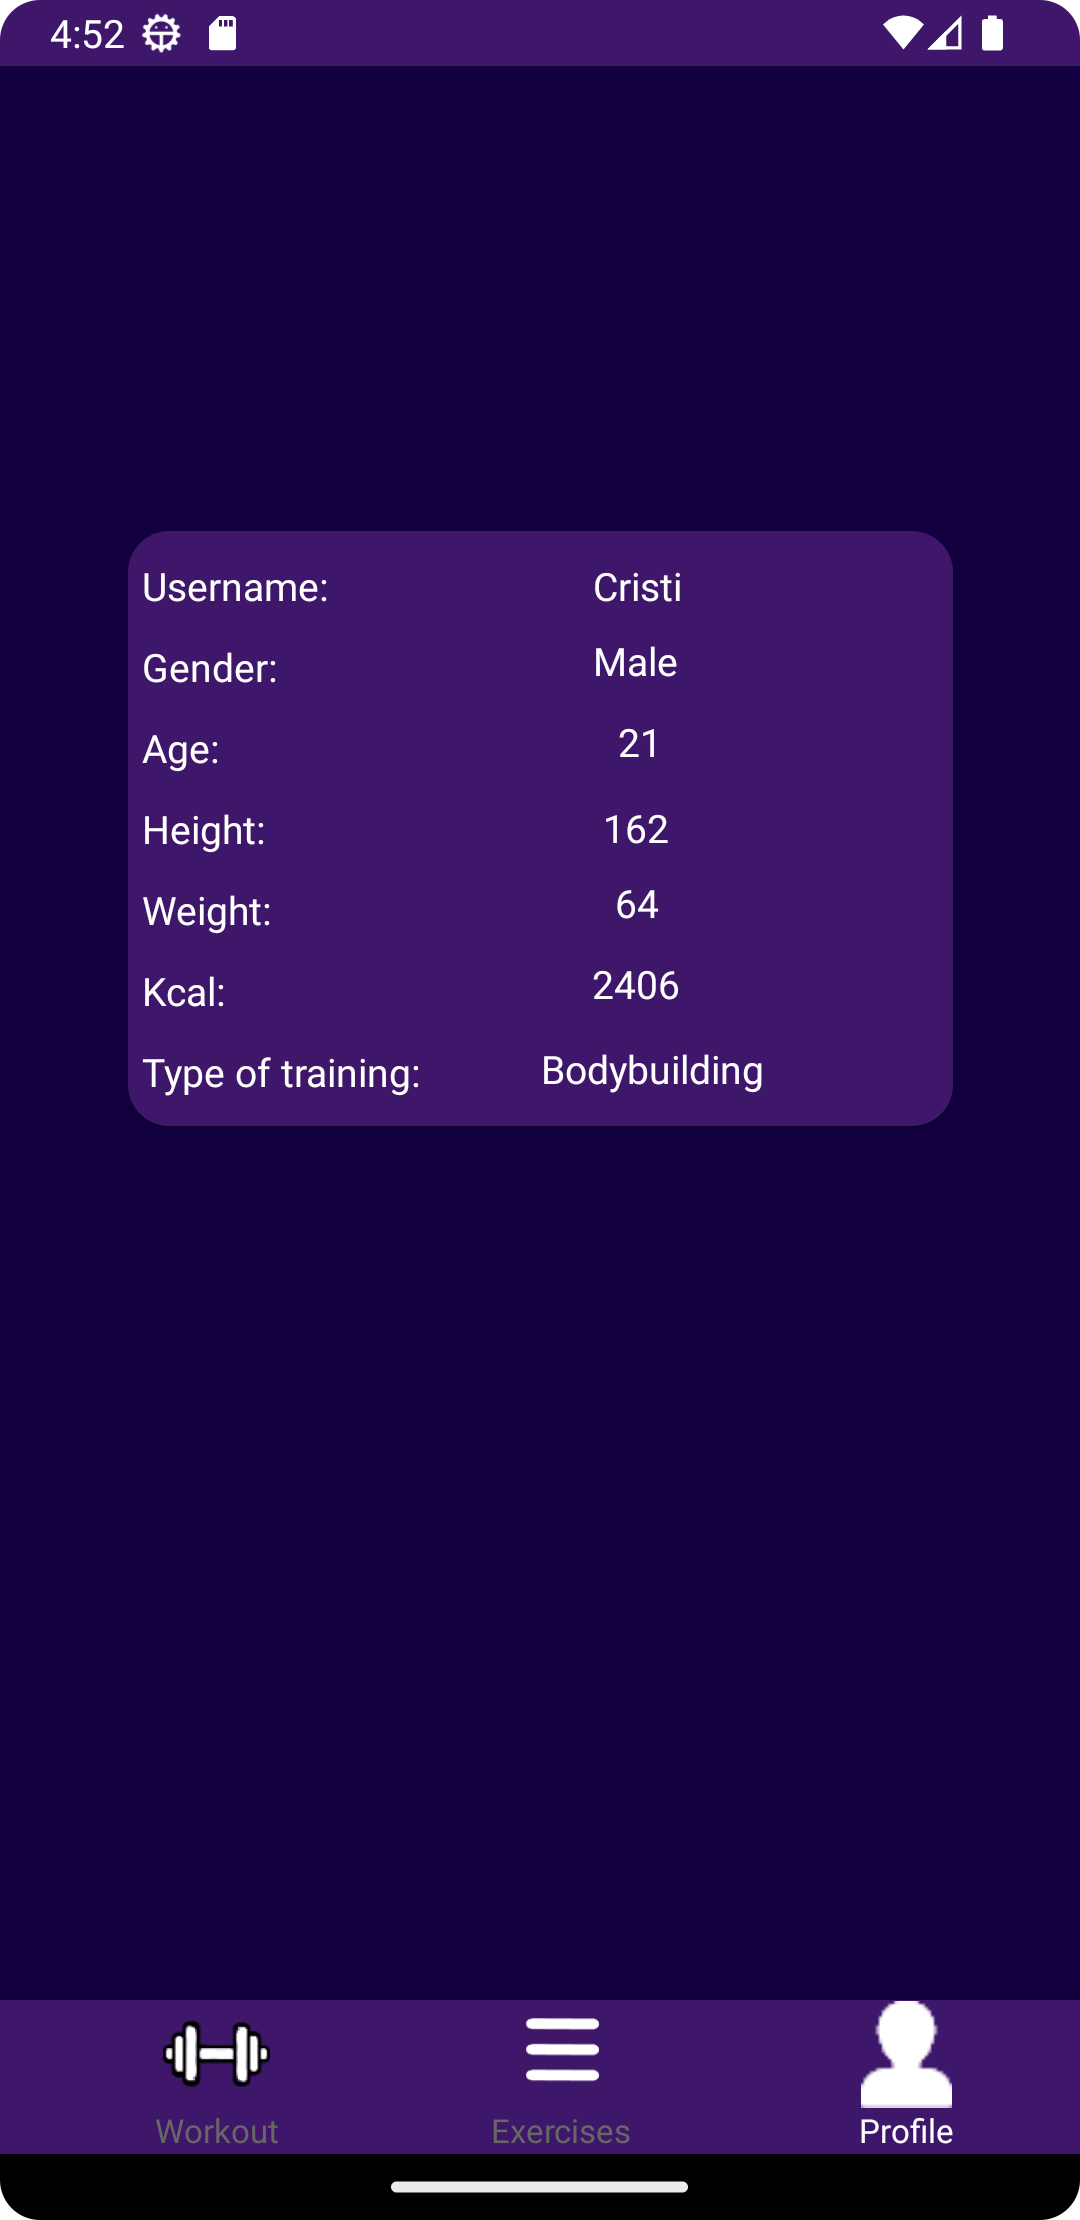 4:52
Username: Cristi
Gender: Male
Age: 21
Height: 162
Weight: 64
Kcal: 2406
Type of training: Bodybuilding
Workout Exercises Profile